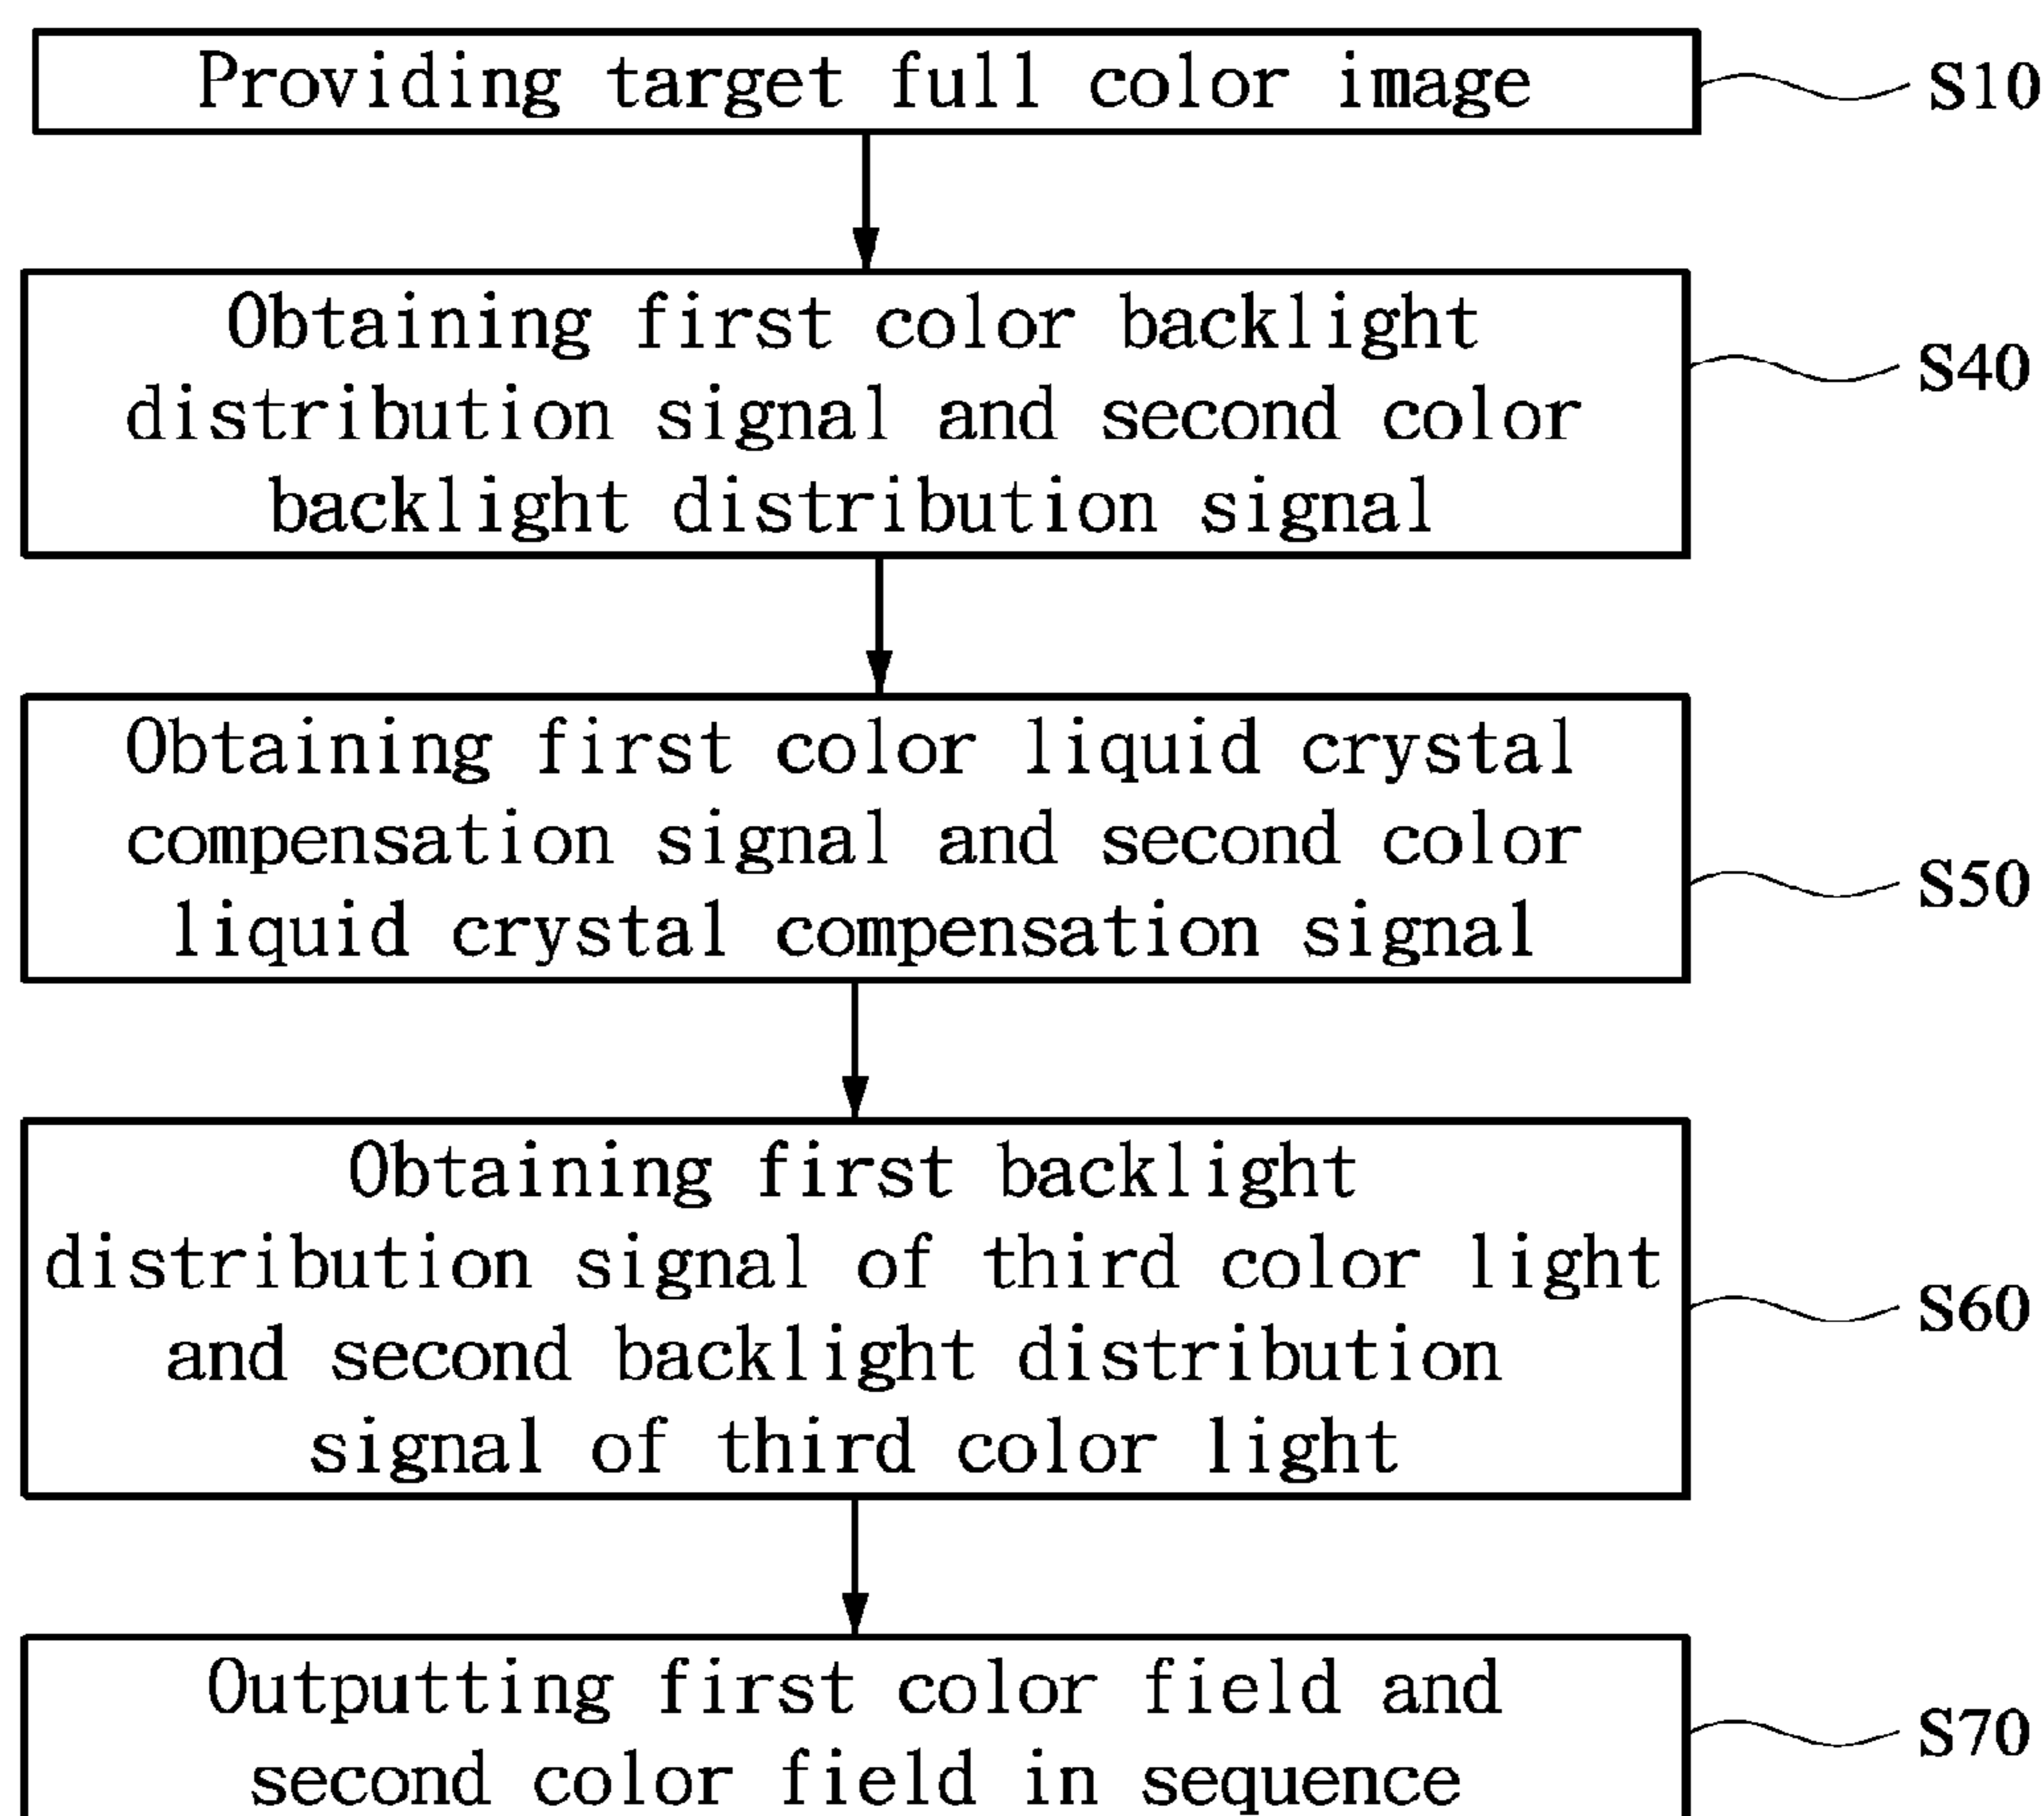 Providing target full color image
S10
Obtaining first color backlight
distribution signal and second color
backlight distribution signal
S40
Obtaining first color liquid crystal
compensation signal and second color
liquid crystal compensation signal
S50
Obtaining first backlight
distribution signal of third color light
and second backlight distribution
signal of third color light
S60
Outputting first color field and
second color field in sequence
S70